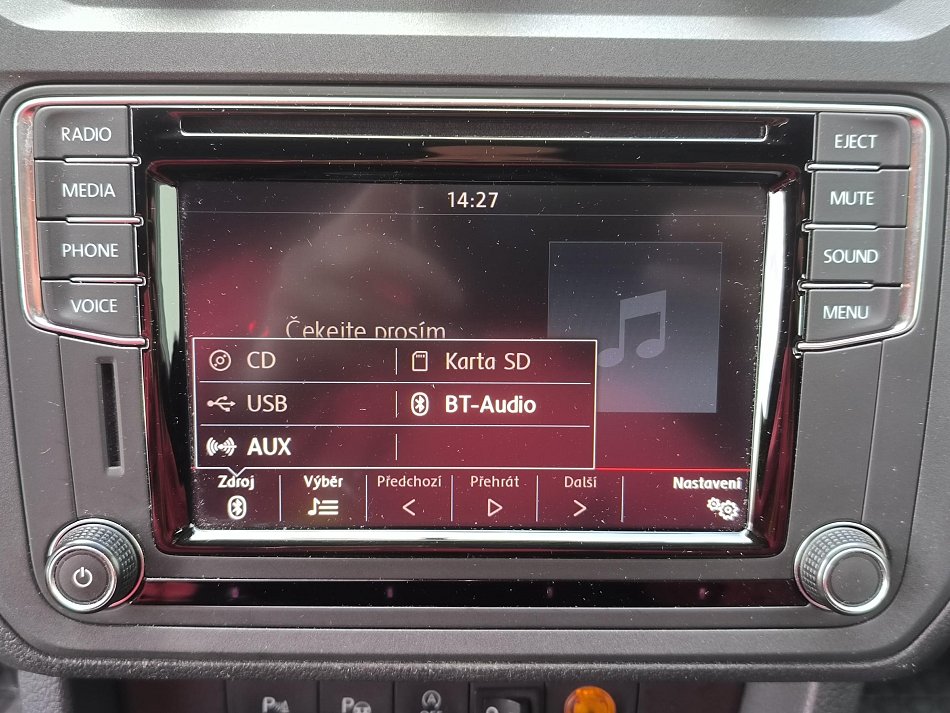 RADIO
MEDIA
PHONE
VOICE
EJECT
MUTE
SOUND
MENU
14:27
Čekejte prosím
CD
Karta SD
USB
BT-Audio
AUX
Zdroj
Výběr
Předchozí
Přehrát
Další
Nastavení